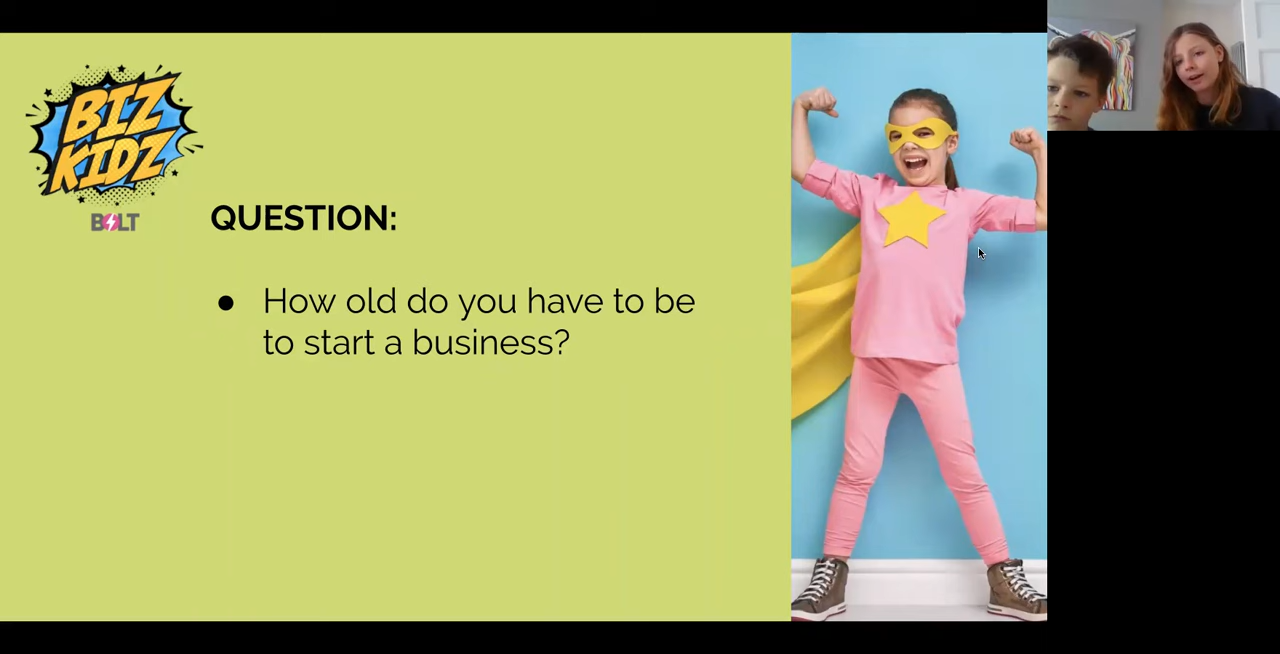 BIZ
KIDZ
BOLT
QUESTION:
● How old do you have to be
to start a business?